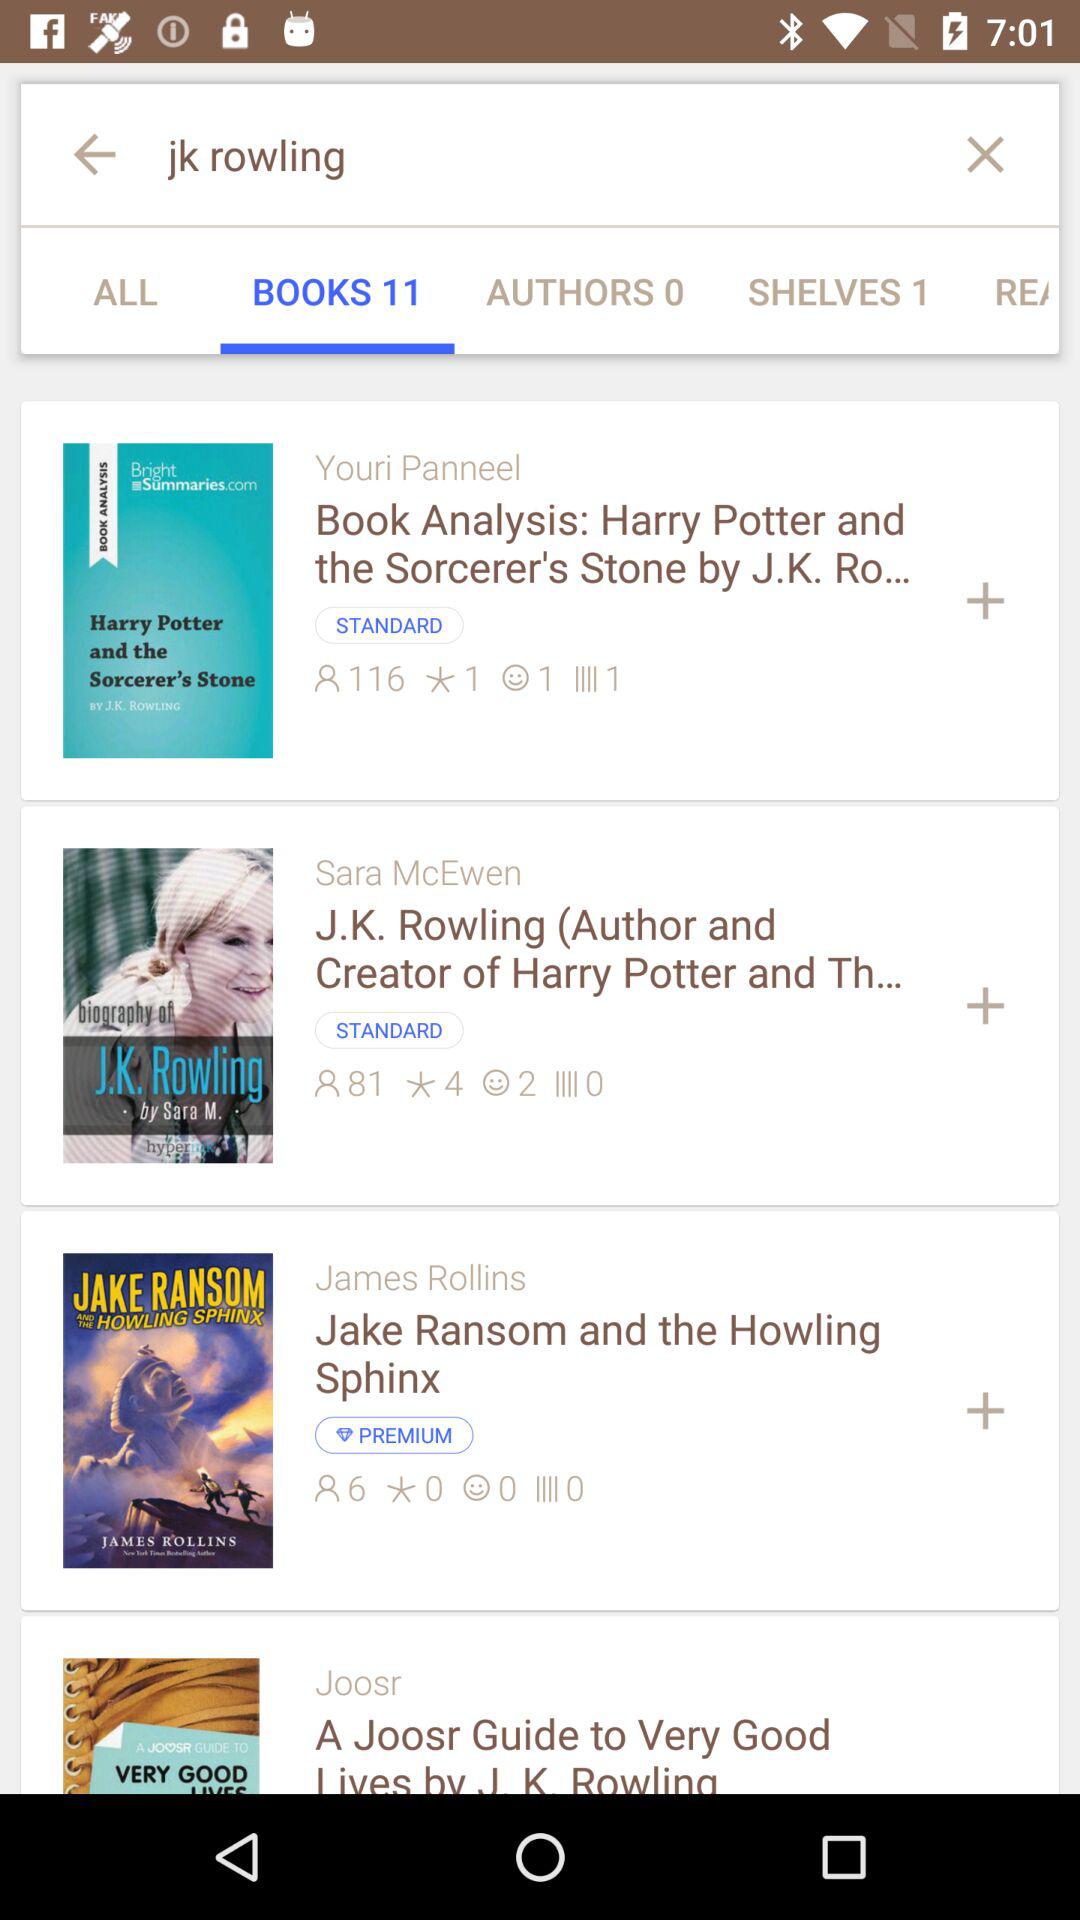 FAKE
7:01
jk rowling
ALL BOOKS 11 AUTHORS 0 SHELVES 1 REA
BOOK ANALYSIS
Bright
Summaries.com
Harry Potter
and the
Sorcerer's Stone
BY J.K. ROWLING
Youri Panneel
Book Analysis: Harry Potter and
the Sorcerer's Stone by J.K. Ro...
STANDARD
116 1 1 1
biography of
J.K. Rowling
· by Sara M. ·
hyperink
Sara McEwen
J.K. Rowling (Author and
Creator of Harry Potter and Th...
STANDARD
81 4 2 0
JAKE RANSOM
AND THE HOWLING SPHINX
JAMES ROLLINS
New York Times Bestselling Author
James Rollins
Jake Ransom and the Howling
Sphinx
PREMIUM
6 0 0 0
A JOOSR GUIDE TO
VERY GOOD
LIVES
Joosr
A Joosr Guide to Very Good
Lives by J. K. Rowling